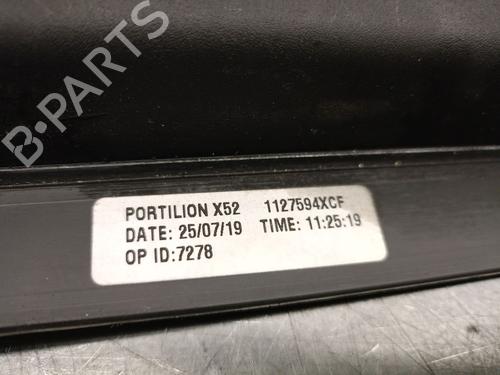 B-PARTS
PORTILION X52 1127594XCF
DATE: 25/07/19 TIME: 11:25:19
OP ID:7278